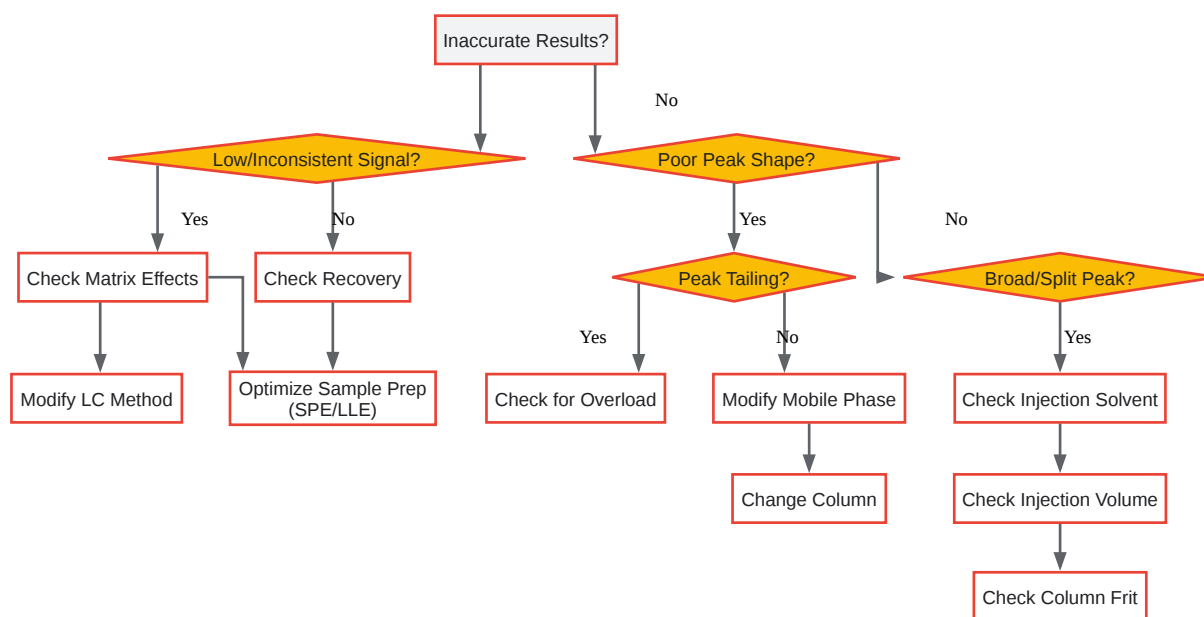 Inaccurate Results?
No
Low/Inconsistent Signal?
Poor Peak Shape?
Yes
No
Yes
No
Check Matrix Effects
Check Recovery
Peak Tailing?
Broad/Split Peak?
Yes
No
Yes
Modify LC Method
Optimize Sample Prep
(SPE/LLE)
Check for Overload
Modify Mobile Phase
Check Injection Solvent
Change Column
Check Injection Volume
Check Column Frit